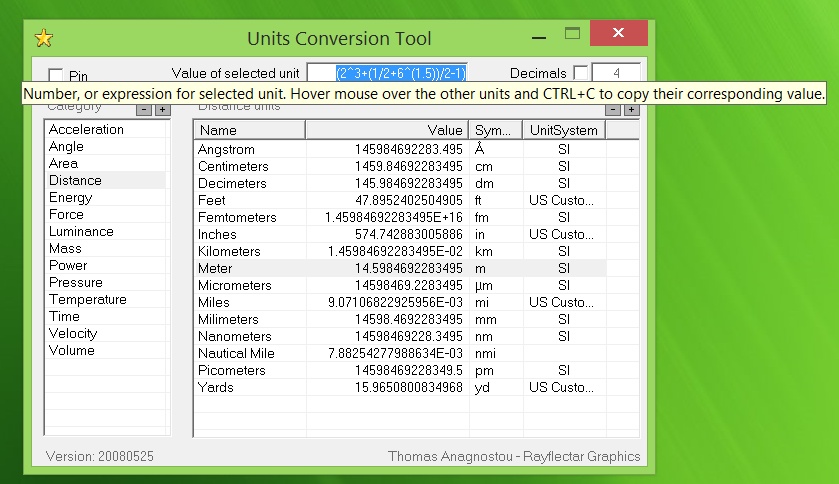 Units Conversion Tool
Pin Value of selected unit (2^3+(1/2+6^(1.5))/2-1) Decimals 4
Number, or expression for selected unit. Hover mouse over the other units and CTRL+C to copy their corresponding value.
Category - + Distance units - +
Name Value Sym... UnitSystem
Acceleration
Angle
Area
Distance
Energy
Force
Luminance
Mass
Power
Pressure
Temperature
Time
Velocity
Volume
Angstrom 145984692283.495 Å SI
Centimeters 1459.84692283495 cm SI
Decimeters 145.984692283495 dm SI
Feet 47.8952402504905 ft US Custo...
Femtometers 1.45984692283495E+16 fm SI
Inches 574.742883005886 in US Custo...
Kilometers 1.45984692283495E-02 km SI
Meter 14.5984692283495 m SI
Micrometers 14598469.2283495 µm SI
Miles 9.07106822925956E-03 mi US Custo...
Milimeters 14598.4692283495 mm SI
Nanometers 14598469228.3495 nm SI
Nautical Mile 7.88254277988634E-03 nmi
Picometers 14598469228349.5 pm SI
Yards 15.9650800834968 yd US Custo...
Version: 20080525 Thomas Anagnostou - Rayflectar Graphics